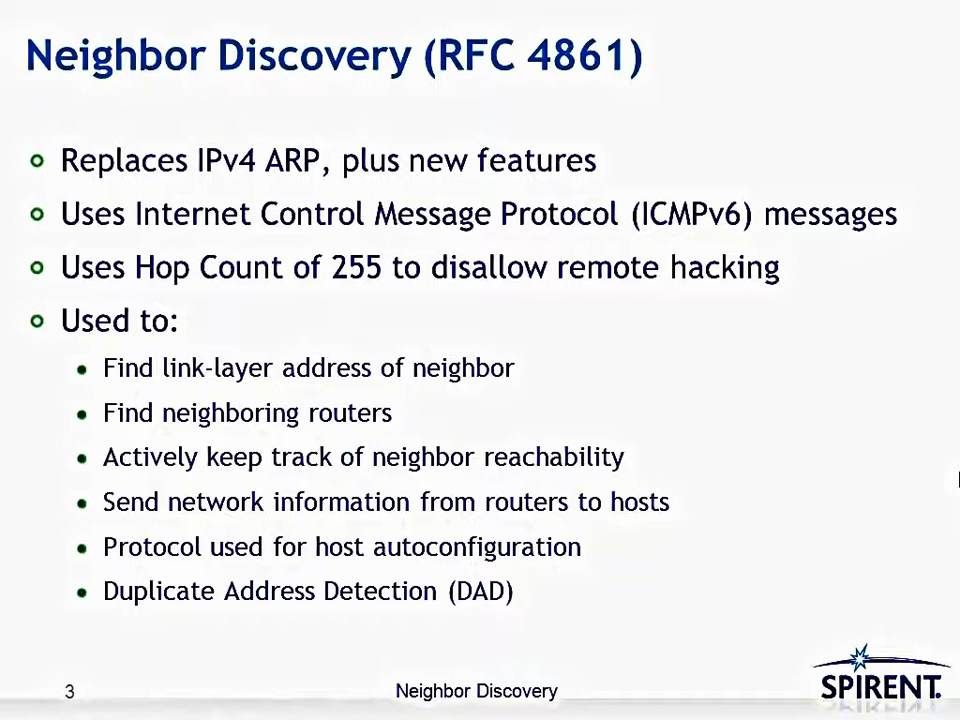 Neighbor Discovery (RFC 4861)
Replaces IPv4 ARP, plus new features
Uses Internet Control Message Protocol (ICMPv6) messages
Uses Hop Count of 255 to disallow remote hacking
Used to:
Find link-layer address of neighbor
Find neighboring routers
Actively keep track of neighbor reachability
Send network information from routers to hosts
Protocol used for host autoconfiguration
Duplicate Address Detection (DAD)
3
Neighbor Discovery
SPIRENT.